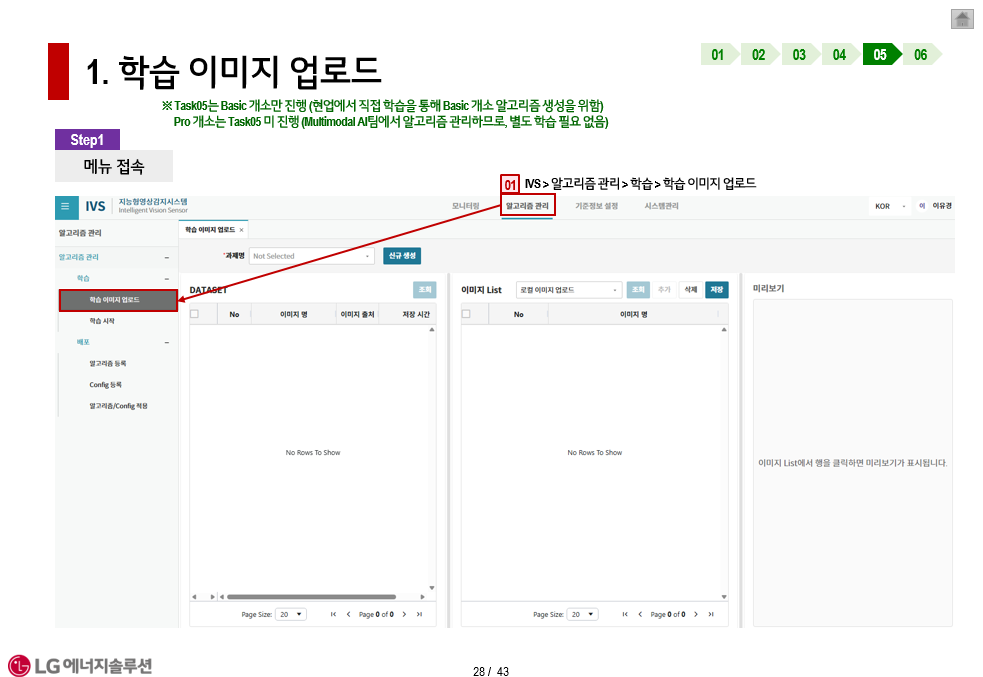 1. 학습 이미지 업로드
01 02 03 04 05 06
※ Task05는 Basic 개소만 진행 (현업에서 직접 학습을 통해 Basic 개소 알고리즘 생성을 위함)
Pro 개소는 Task05 미 진행 (Multimodal AI팀에서 알고리즘 관리하므로, 별도 학습 필요 없음)
Step1
메뉴 접속
01 IVS > 알고리즘 관리 > 학습 > 학습 이미지 업로드
IVS 지능형영상감지시스템
Intelligent Vision Sensor
모니터링 알고리즘 관리 기준정보 설정 시스템관리 KOR 이 이유경
알고리즘 관리
학습 이미지 업로드 ×
알고리즘 관리
*과제명 Not Selected 신규 생성
학습
학습 이미지 업로드
학습 시작
배포
알고리즘 등록
Config 등록
알고리즘/Config 적용
DATASET 조회
No 이미지 명 이미지 출처 저장 시간
No Rows To Show
Page Size: 20 Page 0 of 0
이미지 List 로컬 이미지 업로드 조회 추가 삭제 저장
No 이미지 명
No Rows To Show
Page Size: 20 Page 0 of 0
미리보기
이미지 List에서 행을 클릭하면 미리보기가 표시됩니다.
LG에너지솔루션
28 / 43